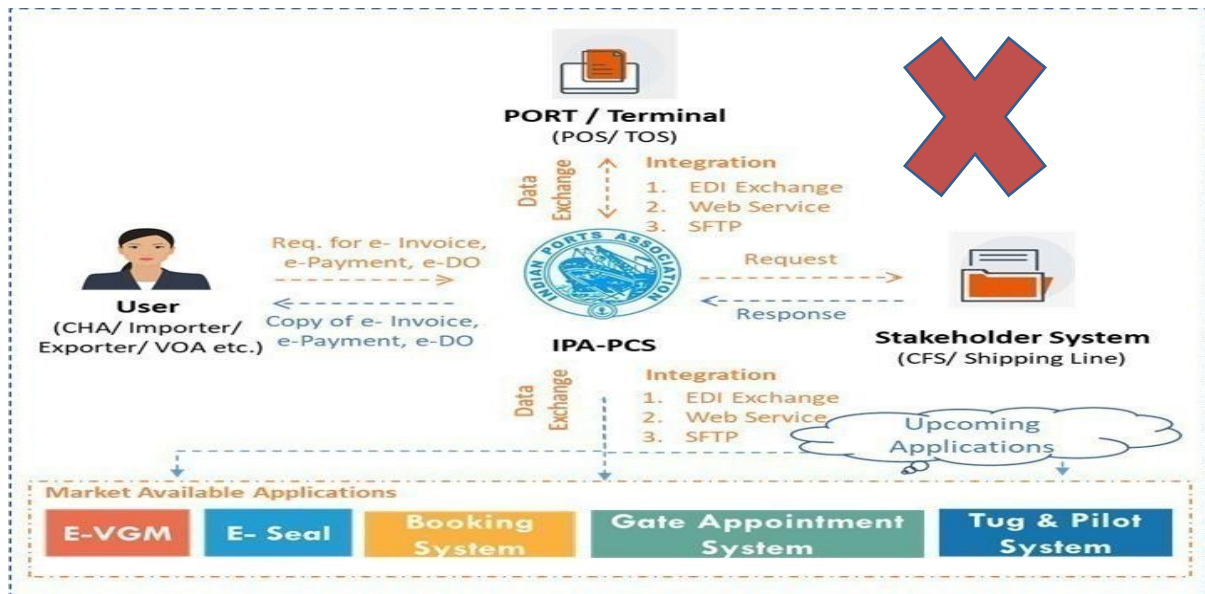 PORT / Terminal
(POS/ TOS)
Data
Exchange
Integration
1. EDI Exchange
2. Web Service
3. SFTP
Req. for e- Invoice,
e-Payment, e-DO
INDIAN PORTS ASSOCIATION
Request
User
(CHA/ Importer/
Exporter/ VOA etc.)
Copy of e- Invoice,
e-Payment, e-DO
Response
IPA-PCS
Stakeholder System
(CFS/ Shipping Line)
Data
Exchange
Integration
1. EDI Exchange
2. Web Service
3. SFTP
Upcoming
Applications
Market Available Applications
E-VGM
E- Seal
Booking
System
Gate Appointment
System
Tug & Pilot
System